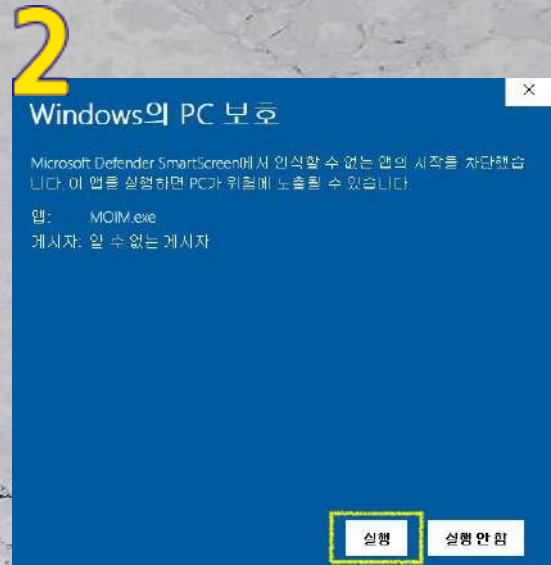 2
Windows의 PC 보호
Microsoft Defender SmartScreen에서 인식할 수 없는 앱의 시작을 차단했습
니다. 이 앱을 실행하면 PC가 위험에 노출될 수 있습니다.
앱: MOIM.exe
게시자: 알 수 없는 게시자
실행 실행 안 함